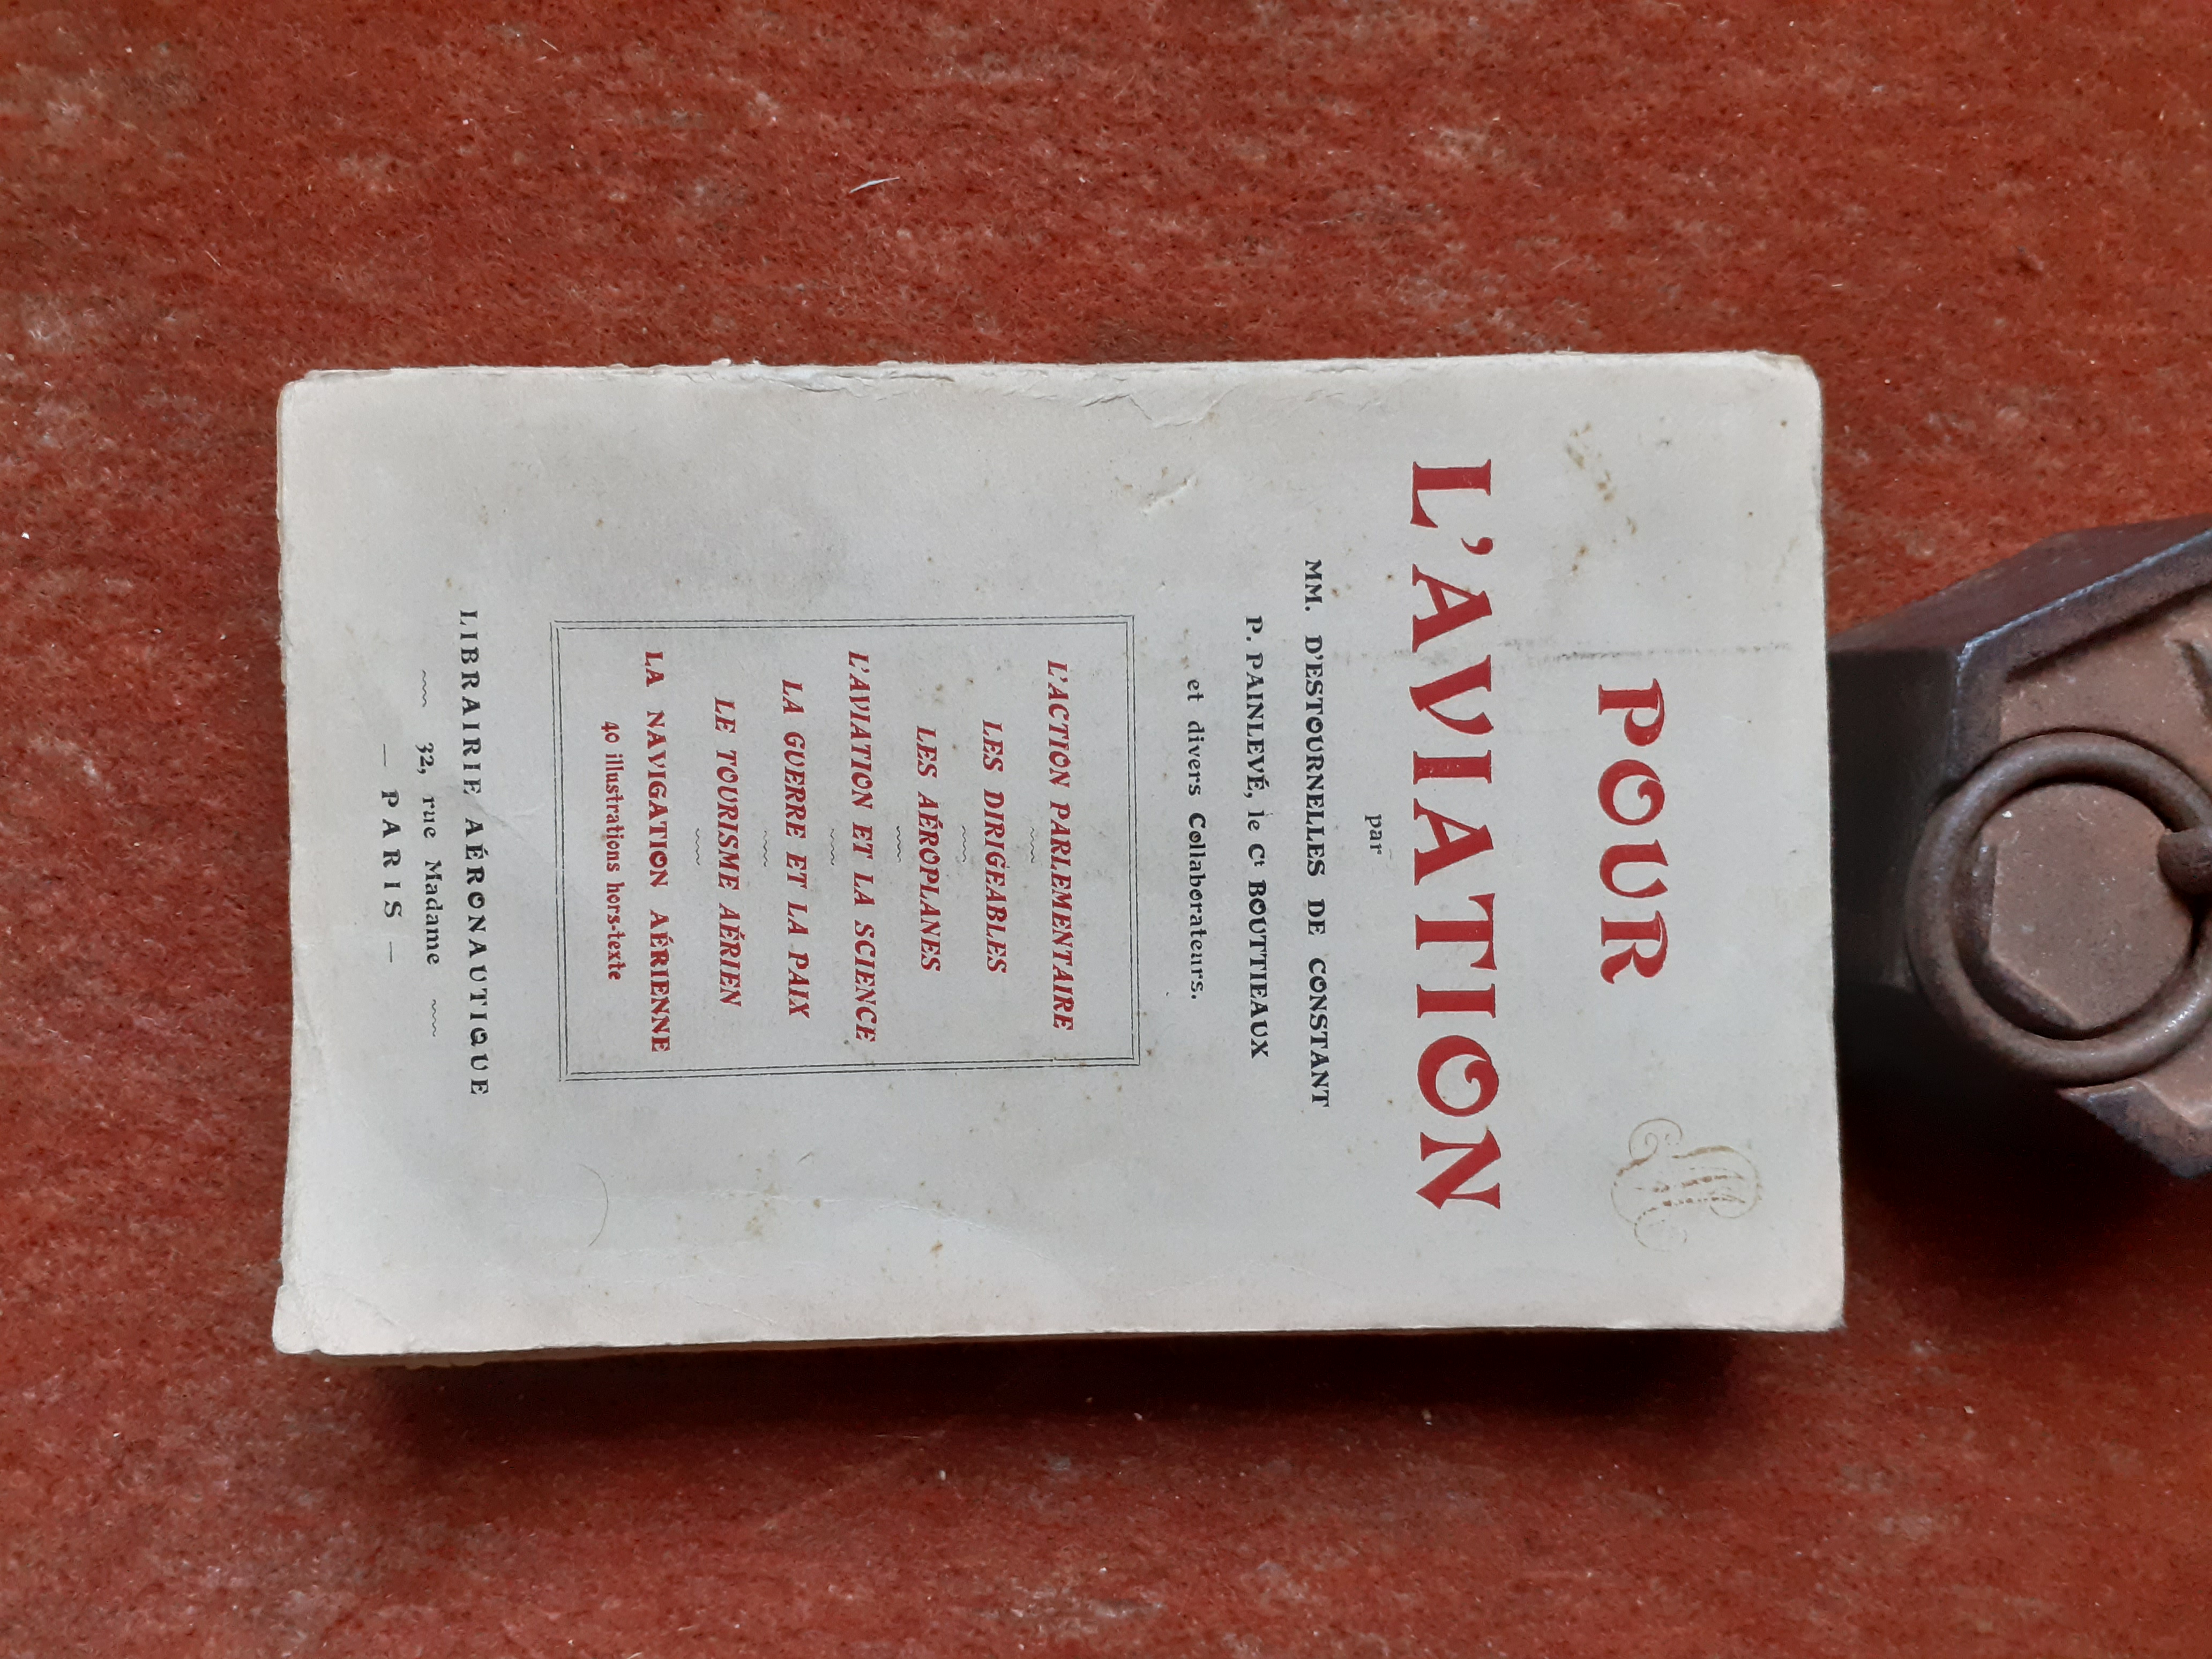 POUR
L'AVIATION
par
MM. D'ESTOURNELLES DE CONSTANT
P. PAINLEVÉ, le Ct BOUTTIEAUX
et divers Collaborateurs.
L'ACTION PARLEMENTAIRE
LES DIRIGEABLES
LES AÉROPLANES
L'AVIATION ET LA SCIENCE
LA GUERRE ET LA PAIX
LE TOURISME AÉRIEN
LA NAVIGATION AÉRIENNE
40 illustrations hors-texte
LIBRAIRIE AÉRONAUTIQUE
32, rue Madame
— PARIS —